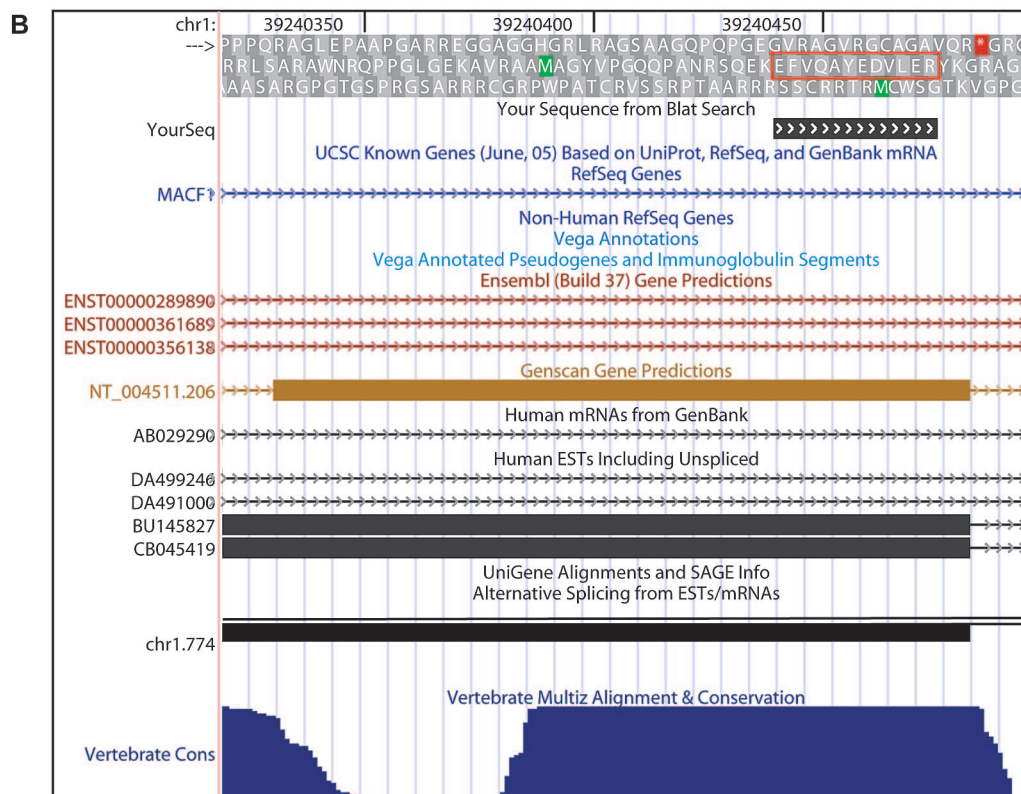 B
chr1: 39240350 39240400 39240450
---> PPPQRAGLEPAAPGARREGGAGGHGRLRAGSAAGQPQPGEGVRAGVRGCAGAVQR*GRG
RRLSARAWNRQPPGLGEKAVRAAMAGYVPGQQPANRSQEKEFVQAYEDVLERYKGRAG
AASARGPGTGSPRGSARRRCGRPWPATCRVSSRPTAARRRSSCRRTRMCWSGTKVGPG
Your Sequence from Blat Search
YourSeq
UCSC Known Genes (June, 05) Based on UniProt, RefSeq, and GenBank mRNA
RefSeq Genes
MACF1
Non-Human RefSeq Genes
Vega Annotations
Vega Annotated Pseudogenes and Immunoglobulin Segments
Ensembl (Build 37) Gene Predictions
ENST00000289890
ENST00000361689
ENST00000356138
Genscan Gene Predictions
NT_004511.206
Human mRNAs from GenBank
AB029290
Human ESTs Including Unspliced
DA499246
DA491000
BU145827
CB045419
UniGene Alignments and SAGE Info
Alternative Splicing from ESTs/mRNAs
chr1.774
Vertebrate Multiz Alignment & Conservation
Vertebrate Cons